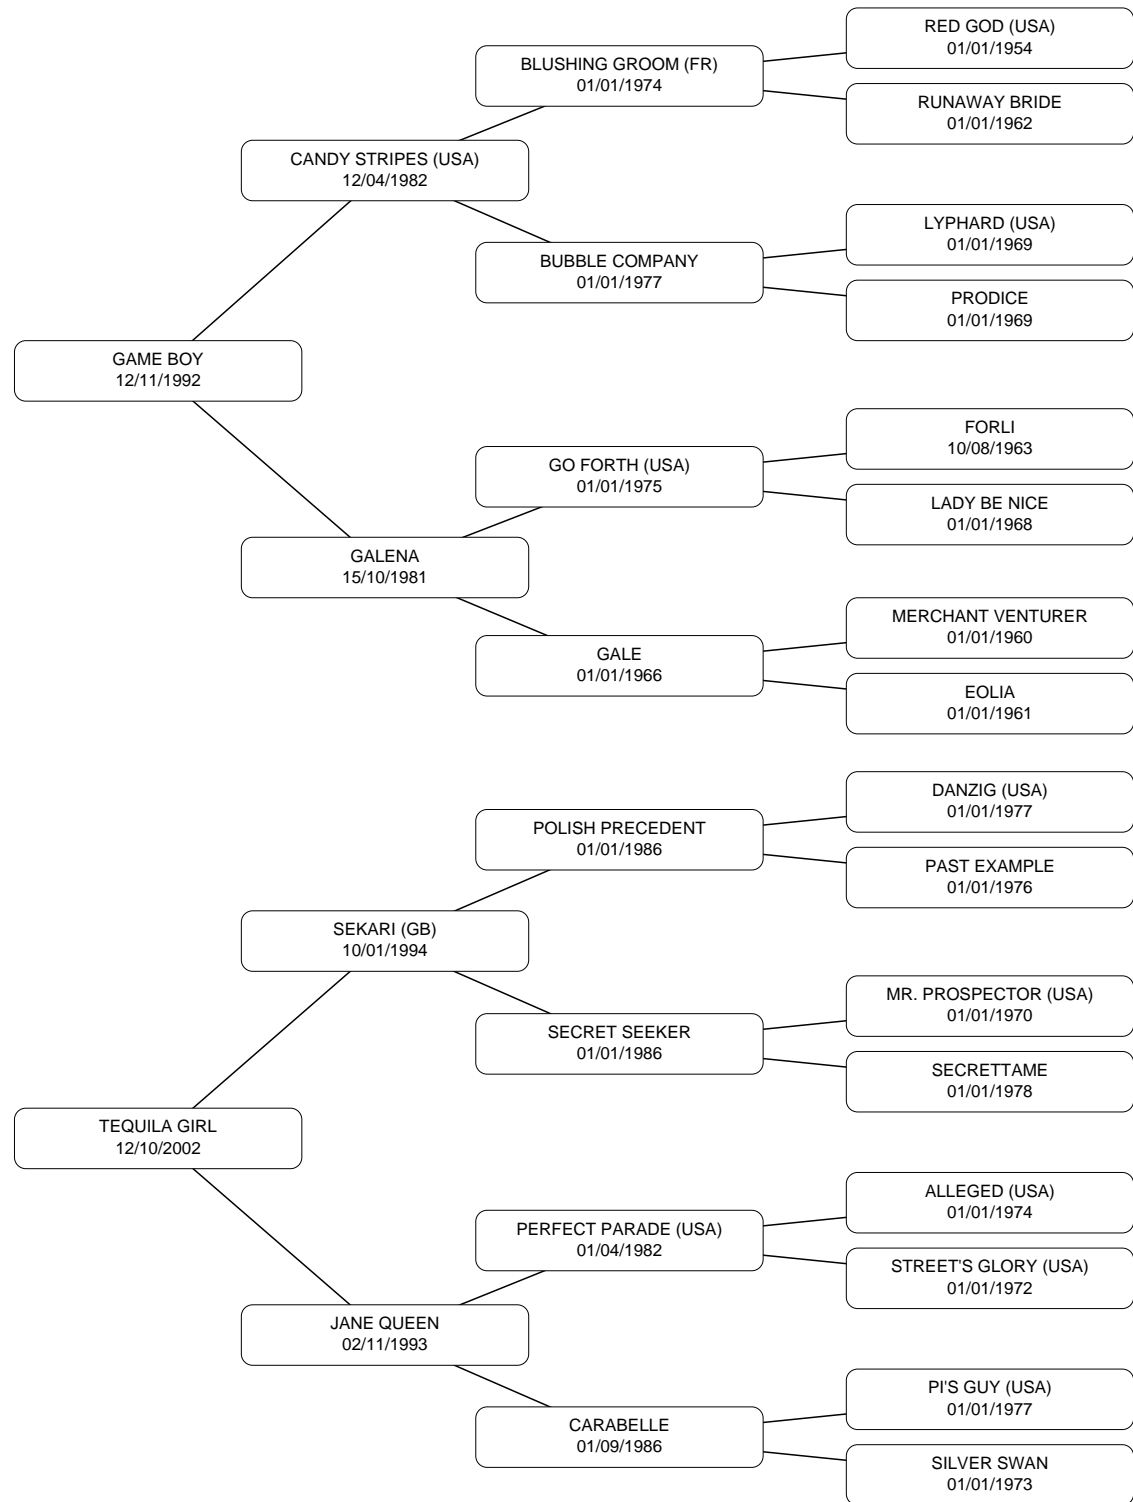 RED GOD (USA)
01/01/1954
BLUSHING GROOM (FR)
01/01/1974
RUNAWAY BRIDE
01/01/1962
CANDY STRIPES (USA)
12/04/1982
LYPHARD (USA)
01/01/1969
BUBBLE COMPANY
01/01/1977
PRODICE
01/01/1969
GAME BOY
12/11/1992
FORLI
10/08/1963
GO FORTH (USA)
01/01/1975
LADY BE NICE
01/01/1968
GALENA
15/10/1981
MERCHANT VENTURER
01/01/1960
GALE
01/01/1966
EOLIA
01/01/1961
DANZIG (USA)
01/01/1977
POLISH PRECEDENT
01/01/1986
PAST EXAMPLE
01/01/1976
SEKARI (GB)
10/01/1994
MR. PROSPECTOR (USA)
01/01/1970
SECRET SEEKER
01/01/1986
SECRETTAME
01/01/1978
TEQUILA GIRL
12/10/2002
ALLEGED (USA)
01/01/1974
PERFECT PARADE (USA)
01/04/1982
STREET'S GLORY (USA)
01/01/1972
JANE QUEEN
02/11/1993
PI'S GUY (USA)
01/01/1977
CARABELLE
01/09/1986
SILVER SWAN
01/01/1973